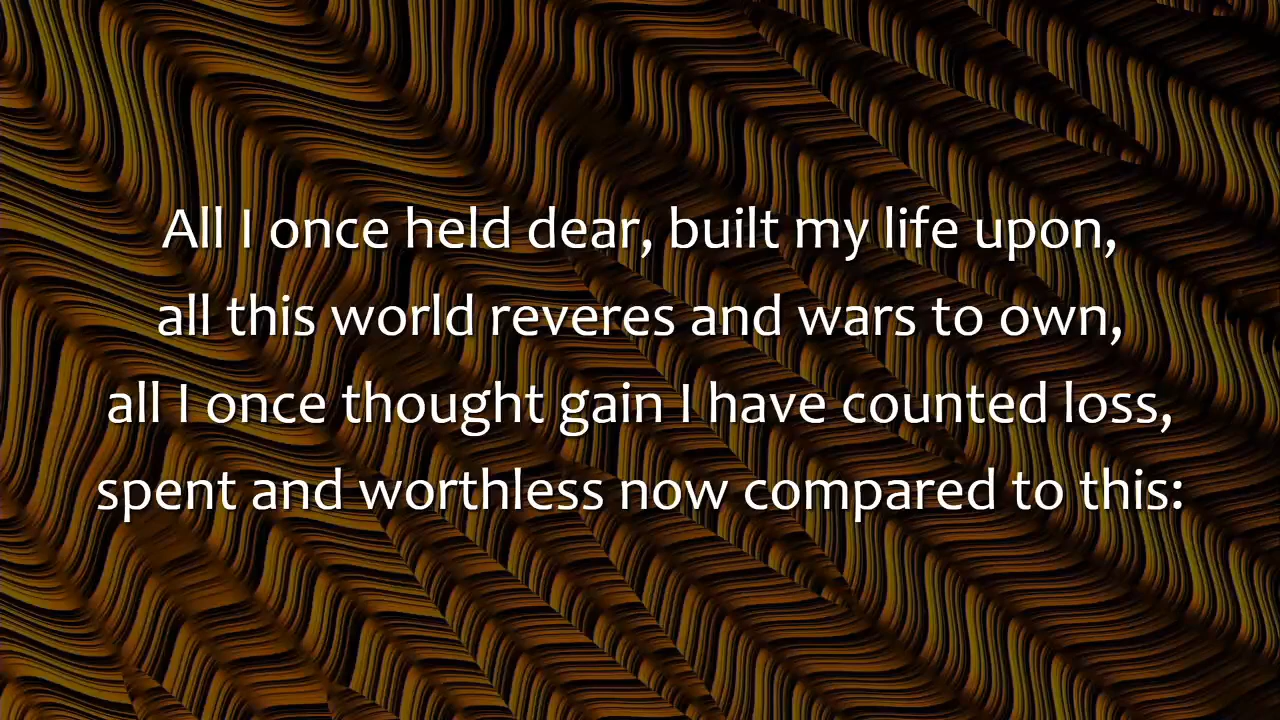 All I once held dear, built my life upon,
all this world reveres and wars to own,
all I once thought gain I have counted loss,
spent and worthless now compared to this: